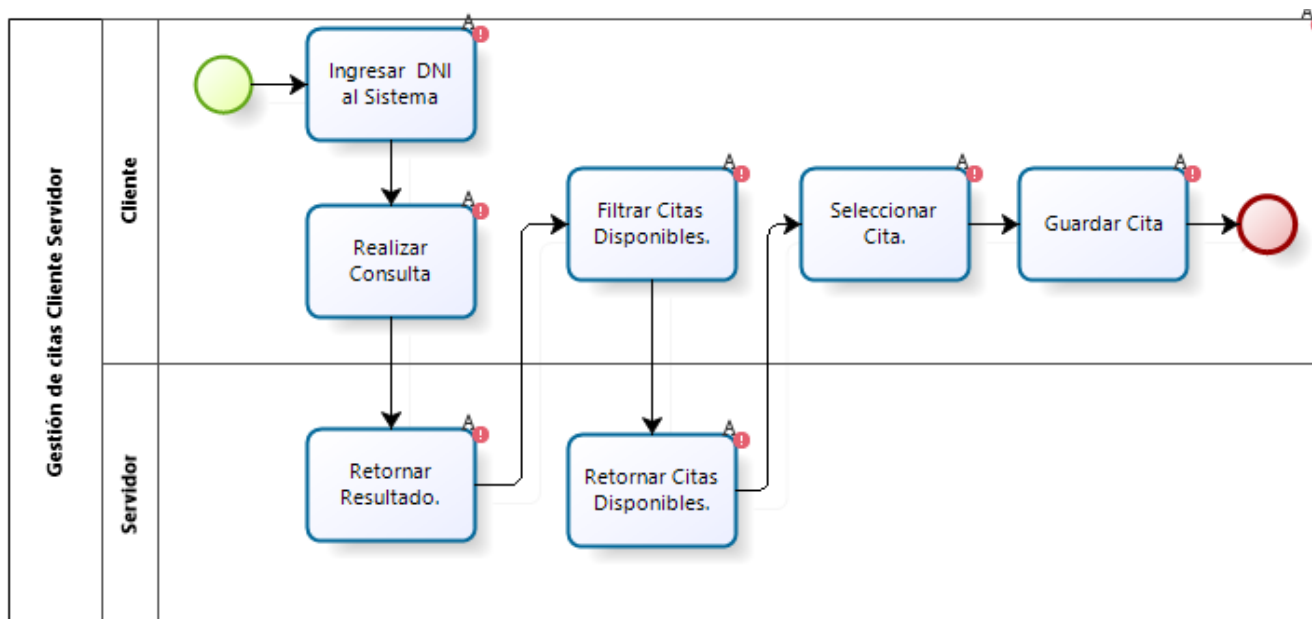 Gestión de citas Cliente Servidor
Cliente
Ingresar DNI
al Sistema
Realizar
Consulta
Filtrar Citas
Disponibles.
Seleccionar
Cita.
Guardar Cita
Servidor
Retornar
Resultado.
Retornar Citas
Disponibles.